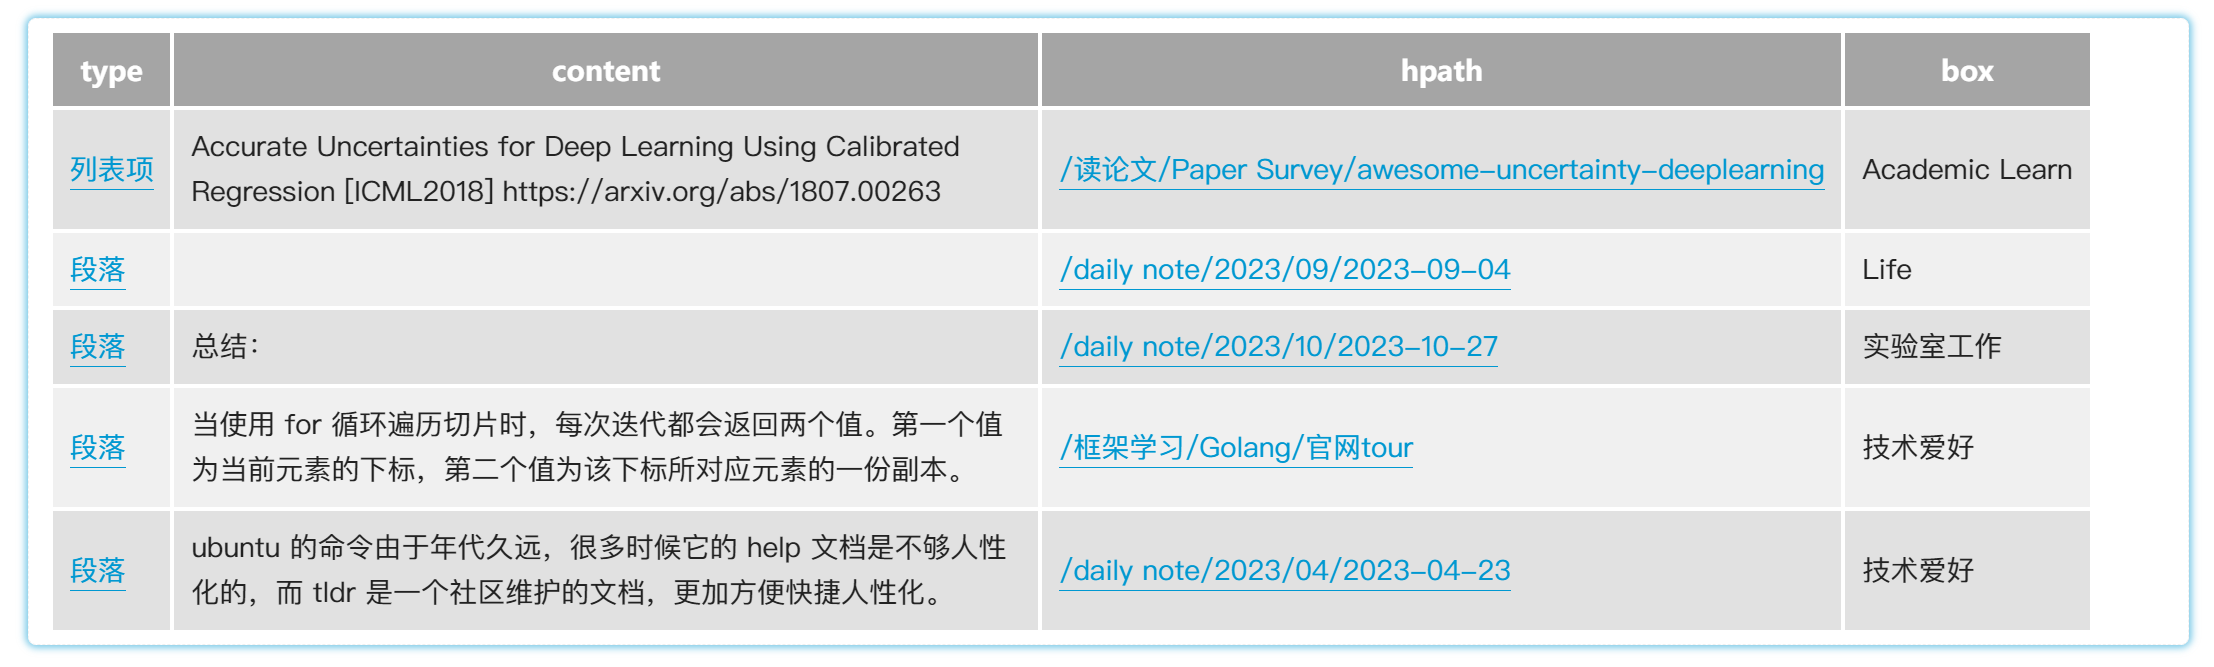 type content hpath box
列表项 Accurate Uncertainties for Deep Learning Using Calibrated
Regression [ICML2018] https://arxiv.org/abs/1807.00263 /读论文/Paper Survey/awesome-uncertainty-deeplearning Academic Learn
段落 /daily note/2023/09/2023-09-04 Life
段落 总结： /daily note/2023/10/2023-10-27 实验室工作
段落 当使用 for 循环遍历切片时，每次迭代都会返回两个值。第一个值
为当前元素的下标，第二个值为该下标所对应元素的一份副本。 /框架学习/Golang/官网tour 技术爱好
段落 ubuntu 的命令由于年代久远，很多时候它的 help 文档是不够人性
化的，而 tldr 是一个社区维护的文档，更加方便快捷人性化。 /daily note/2023/04/2023-04-23 技术爱好